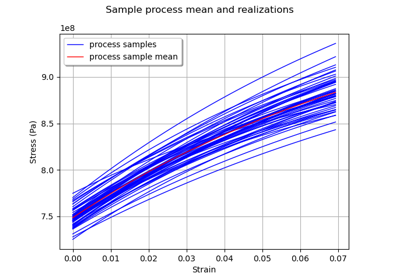 Sample process mean and realizations
1e8
process samples
process sample mean
9.0
8.5
8.0
7.5
Stress (Pa)
0.00 0.01 0.02 0.03 0.04 0.05 0.06 0.07
Strain